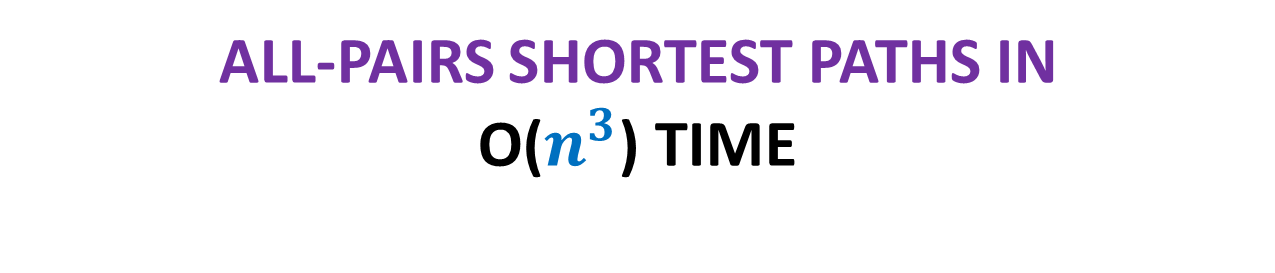 ALL-PAIRS SHORTEST PATHS IN
O(n³) TIME